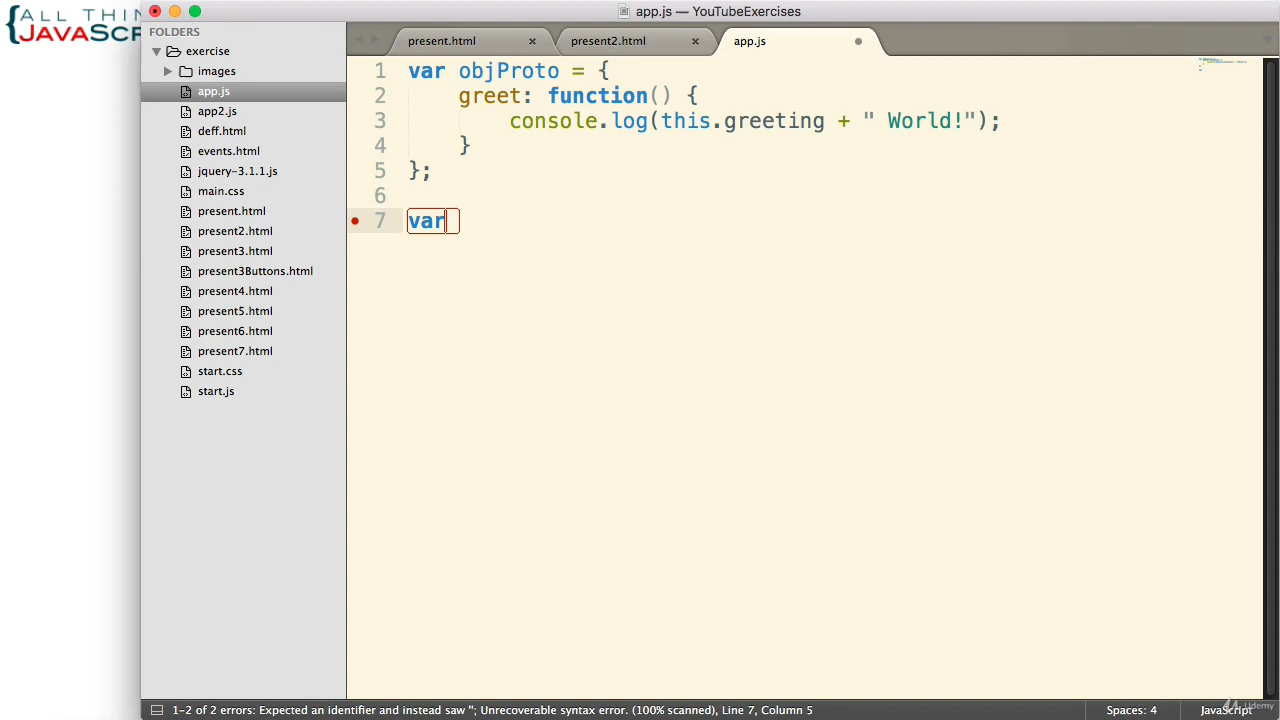 {ALL THIN
JAVASCR
app.js — YouTubeExercises
FOLDERS
exercise
images
app.js
app2.js
deff.html
events.html
jquery-3.1.1.js
main.css
present.html
present2.html
present3.html
present3Buttons.html
present4.html
present5.html
present6.html
present7.html
start.css
start.js
present.html × present2.html × app.js
1 var objProto = {
2 greet: function() {
3 console.log(this.greeting + " World!");
4 }
5 };
6
7 var
1-2 of 2 errors: Expected an identifier and instead saw "; Unrecoverable syntax error. (100% scanned), Line 7, Column 5
Spaces: 4
JavaScript
Udemy